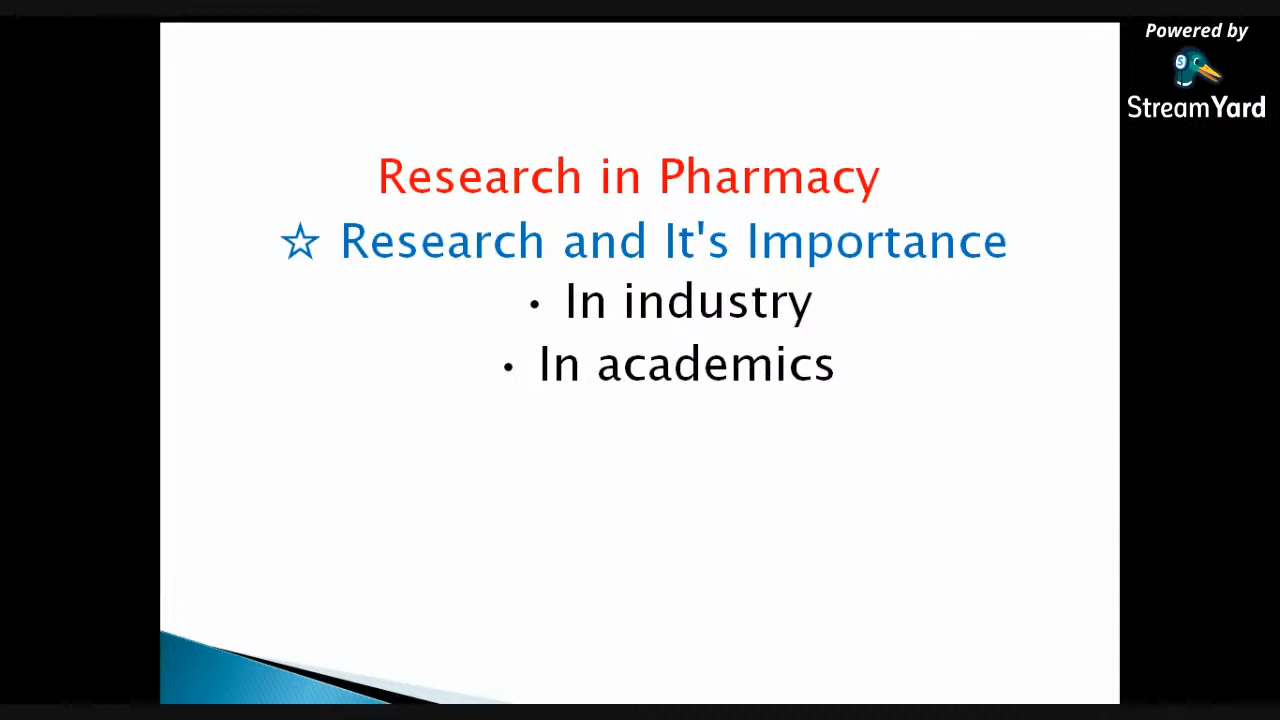 Powered by
StreamYard
Research in Pharmacy
☆ Research and It's Importance
• In industry
• In academics